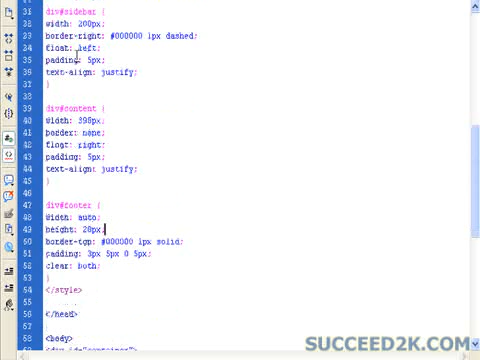 31 div#sidebar {
32 width: 200px;
33 border-right: #000000 1px dashed;
34 float: left;
35 padding: 5px;
36 text-align: justify;
37 }
38
39 div#content {
40 width: 398px;
41 border: none;
42 float: right;
43 padding: 5px;
44 text-align: justify;
45 }
46
47 div#footer {
48 width: auto;
49 height: 20px;
50 border-top: #000000 1px solid;
51 padding: 3px 5px 0 5px;
52 clear: both;
53 }
54 </style>
55
56 </head>
57
58 <body>
<div id="container">
SUCCEED2K.COM